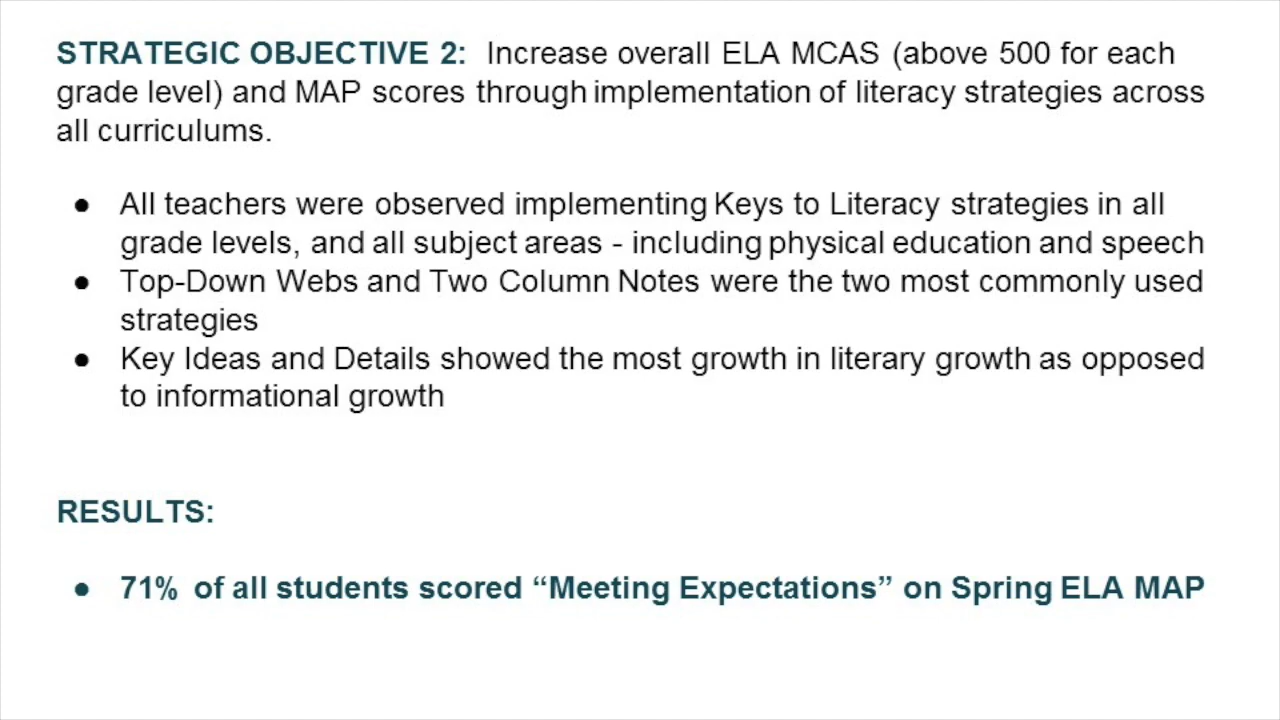 STRATEGIC OBJECTIVE 2: Increase overall ELA MCAS (above 500 for each
grade level) and MAP scores through implementation of literacy strategies across
all curriculums.
● All teachers were observed implementing Keys to Literacy strategies in all
grade levels, and all subject areas - including physical education and speech
● Top-Down Webs and Two Column Notes were the two most commonly used
strategies
● Key Ideas and Details showed the most growth in literary growth as opposed
to informational growth
RESULTS:
● 71% of all students scored “Meeting Expectations” on Spring ELA MAP